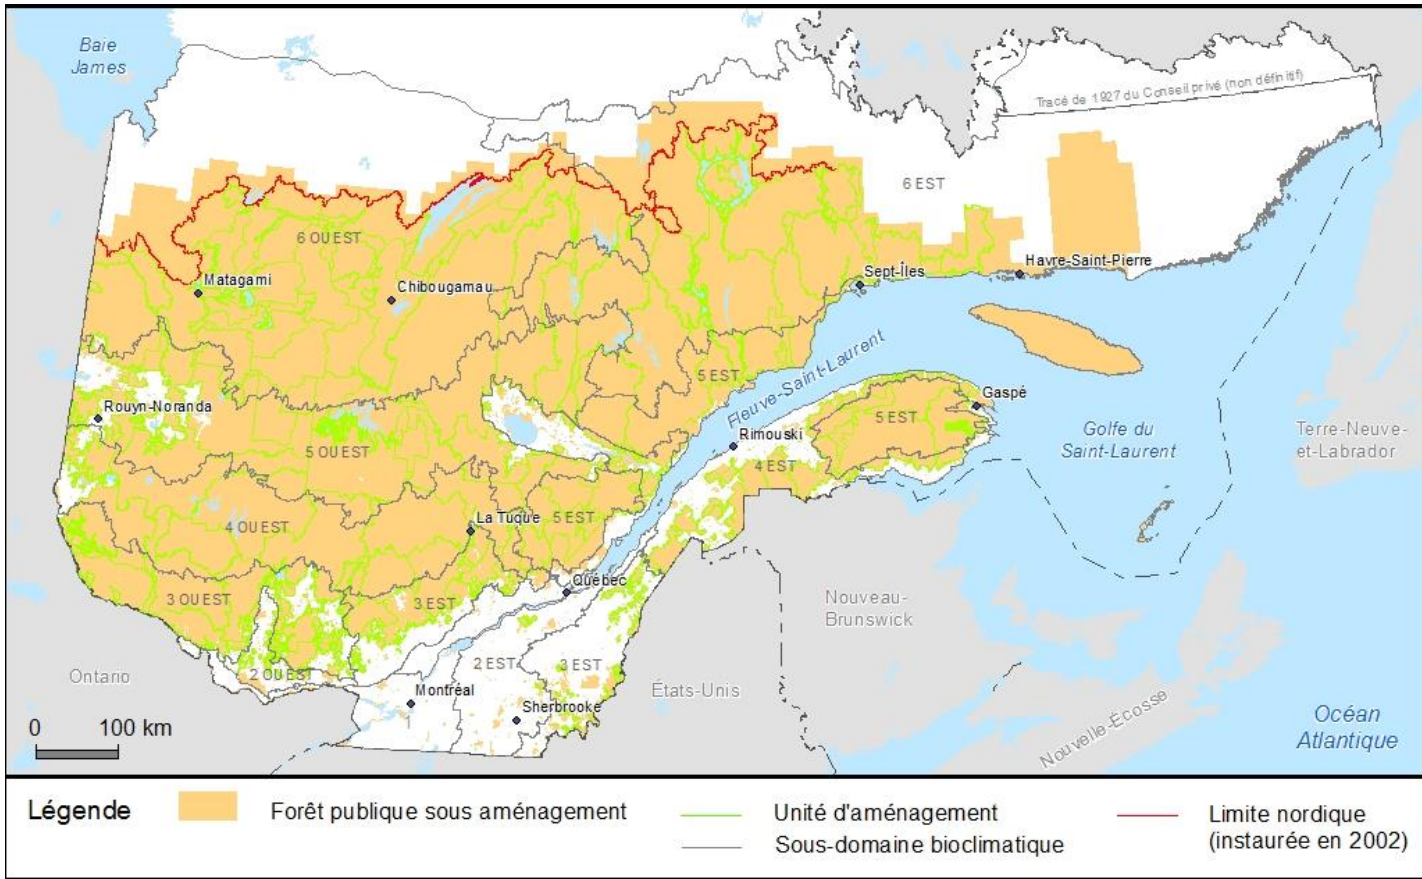 Baie
James
Tracé de 1927 du Conseil privé (non définitif)
6 EST
6 OUEST
Matagami
Chibougamau
Sept-Îles
Havre-Saint-Pierre
Fleuve-Saint-Laurent
5 EST
Rouyn-Noranda
Gaspé
5 EST
Rimouski
Golfe du
Saint-Laurent
Terre-Neuve-
et-Labrador
5 OUEST
4 EST
4 OUEST
La Tuque
5 EST
Québec
3 OUEST
3 EST
Nouveau-
Brunswick
2 OUEST
2 EST
3 EST
Ontario
Montréal
1
Sherbrooke
États-Unis
Nouvelle-Écosse
Océan
Atlantique
0 100 km
Légende
Forêt publique sous aménagement
Unité d'aménagement
Sous-domaine bioclimatique
Limite nordique
(instaurée en 2002)